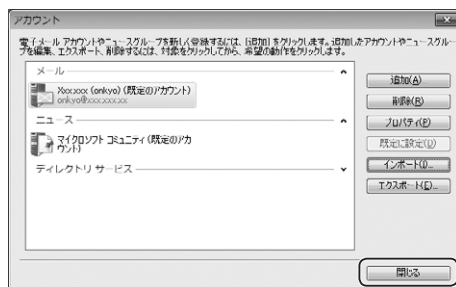 アカウント
電子メール アカウントやニュースグループを新しく登録するには、[追加] をクリックします。追加したアカウントやニュースグルー
プを編集、エクスポート、削除するには、対象をクリックしてから、希望の動作をクリックします。
メール
Xxx.xxx (onkyo) (既定のアカウント)
onkyo@xxx.xxx.xx
ニュース
マイクロソフト コミュニティ (既定のアカ
ウント)
ディレクトリ サービス
追加(A)
削除(R)
プロパティ(P)
既定に設定(D)
インポート(I)...
エクスポート(E)...
閉じる